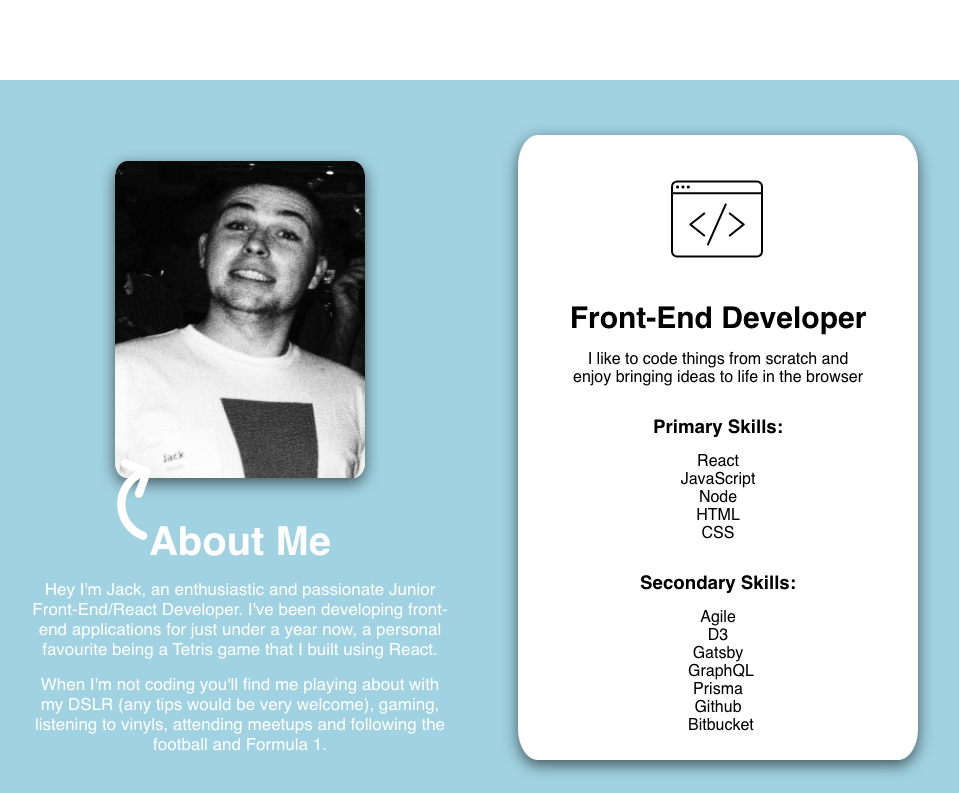 Jack
About Me
Hey I'm Jack, an enthusiastic and passionate Junior
Front-End/React Developer. I've been developing front-
end applications for just under a year now, a personal
favourite being a Tetris game that I built using React.
When I'm not coding you'll find me playing about with
my DSLR (any tips would be very welcome), gaming,
listening to vinyls, attending meetups and following the
football and Formula 1.
</>
Front-End Developer
I like to code things from scratch and
enjoy bringing ideas to life in the browser
Primary Skills:
React
JavaScript
Node
HTML
CSS
Secondary Skills:
Agile
D3
Gatsby
GraphQL
Prisma
Github
Bitbucket